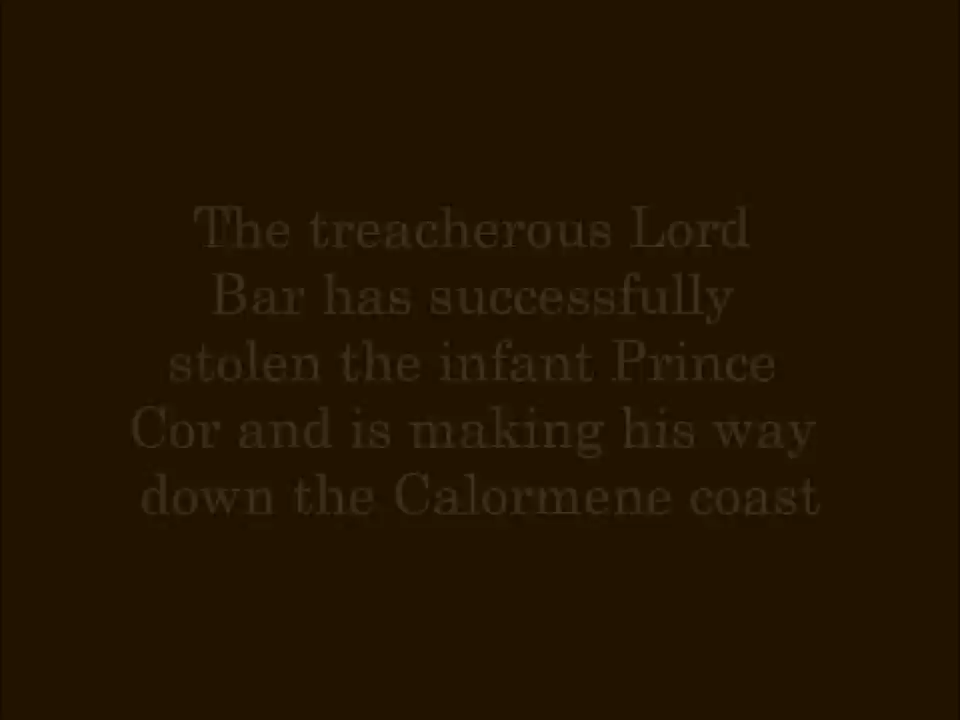 The treacherous Lord
Bar has successfully
stolen the infant Prince
Cor and is making his way
down the Calormene coast